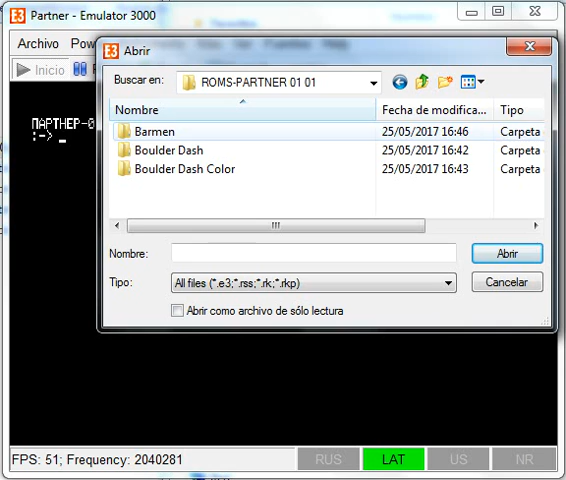 Partner - Emulator 3000
Archivo
E3 Abrir
Inicio
Buscar en: ROMS-PARTNER 01 01
Nombre Fecha de modifica... Tipo
Barmen 25/05/2017 16:46 Carpeta
Boulder Dash 25/05/2017 16:42 Carpeta
Boulder Dash Color 25/05/2017 16:43 Carpeta
ПАРТНЕР-0
:->
Nombre: Abrir
Tipo: All files (*.e3;*.rss;*.rk;*.rkp) Cancelar
Abrir como archivo de sólo lectura
FPS: 51; Frequency: 2040281 RUS LAT US NR